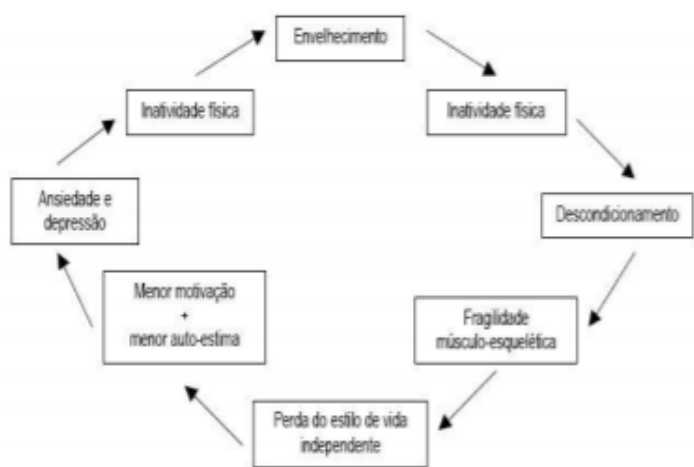 Envelhecimento
Inatividade física
Inatividade física
Ansiedade e
depressão
Descondicionamento
Menor motivação
+
menor auto-estima
Fragilidade
músculo-esquelética
Perda do estilo de vida
independente